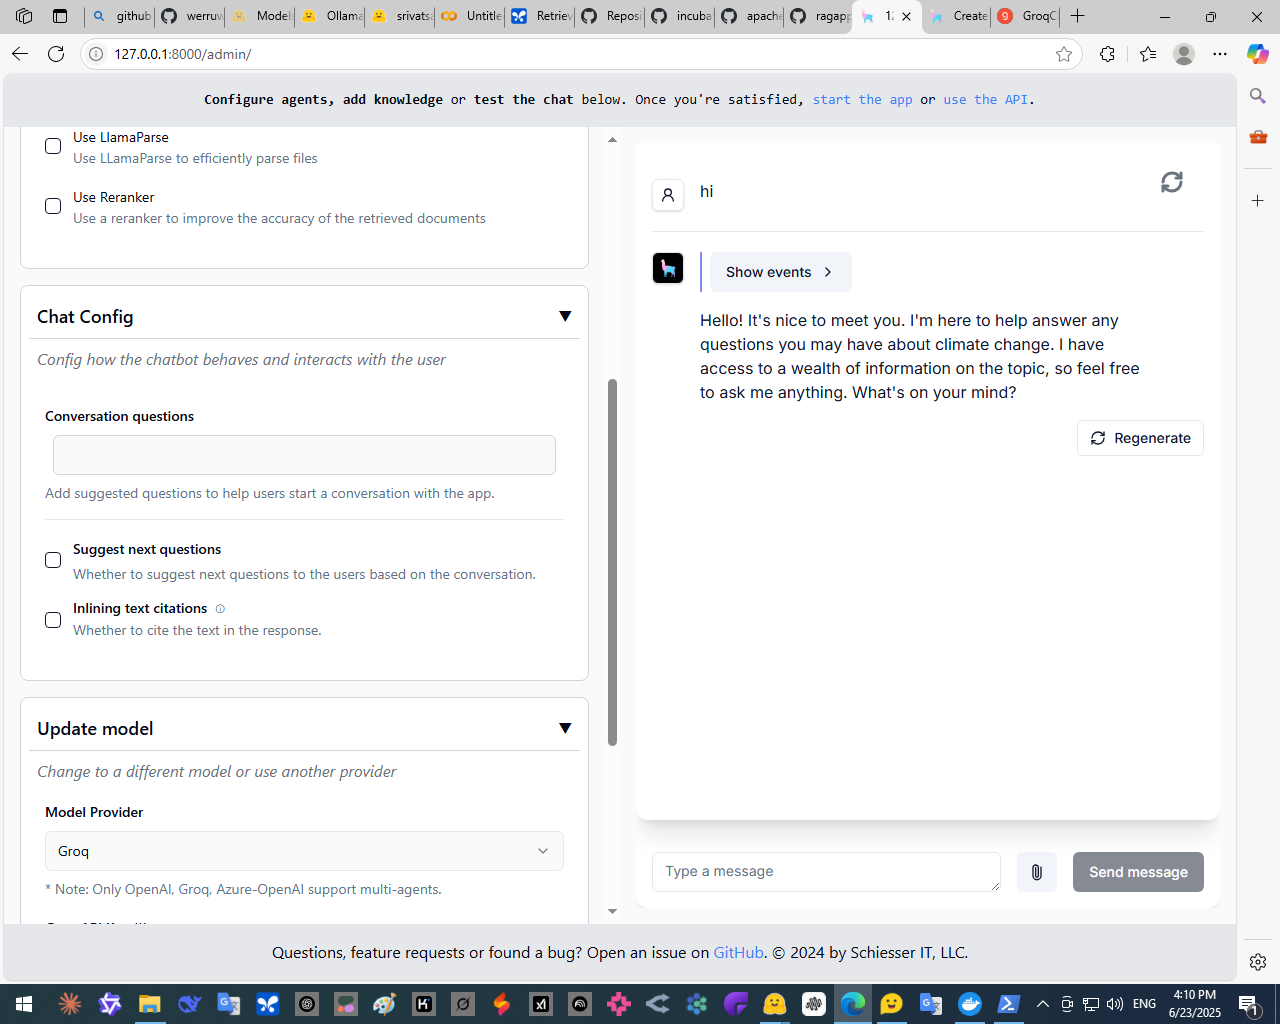 github
werruw
Models
Ollama
srivatsa
Untitle
Retriev
Reposi
incuba
apache
ragapp
12
Create
GroqC
127.0.0.1:8000/admin/
Configure agents, add knowledge or test the chat below. Once you're satisfied, start the app or use the API.
Use LlamaParse
Use LLamaParse to efficiently parse files
Use Reranker
Use a reranker to improve the accuracy of the retrieved documents
Chat Config
Config how the chatbot behaves and interacts with the user
Conversation questions
Add suggested questions to help users start a conversation with the app.
Suggest next questions
Whether to suggest next questions to the users based on the conversation.
Inlining text citations
Whether to cite the text in the response.
Update model
Change to a different model or use another provider
Model Provider
Groq
* Note: Only OpenAI, Groq, Azure-OpenAI support multi-agents.
hi
Show events
Hello! It's nice to meet you. I'm here to help answer any
questions you may have about climate change. I have
access to a wealth of information on the topic, so feel free
to ask me anything. What's on your mind?
Regenerate
Type a message
Send message
Questions, feature requests or found a bug? Open an issue on GitHub. © 2024 by Schiesser IT, LLC.
ENG
4:10 PM
6/23/2025
1